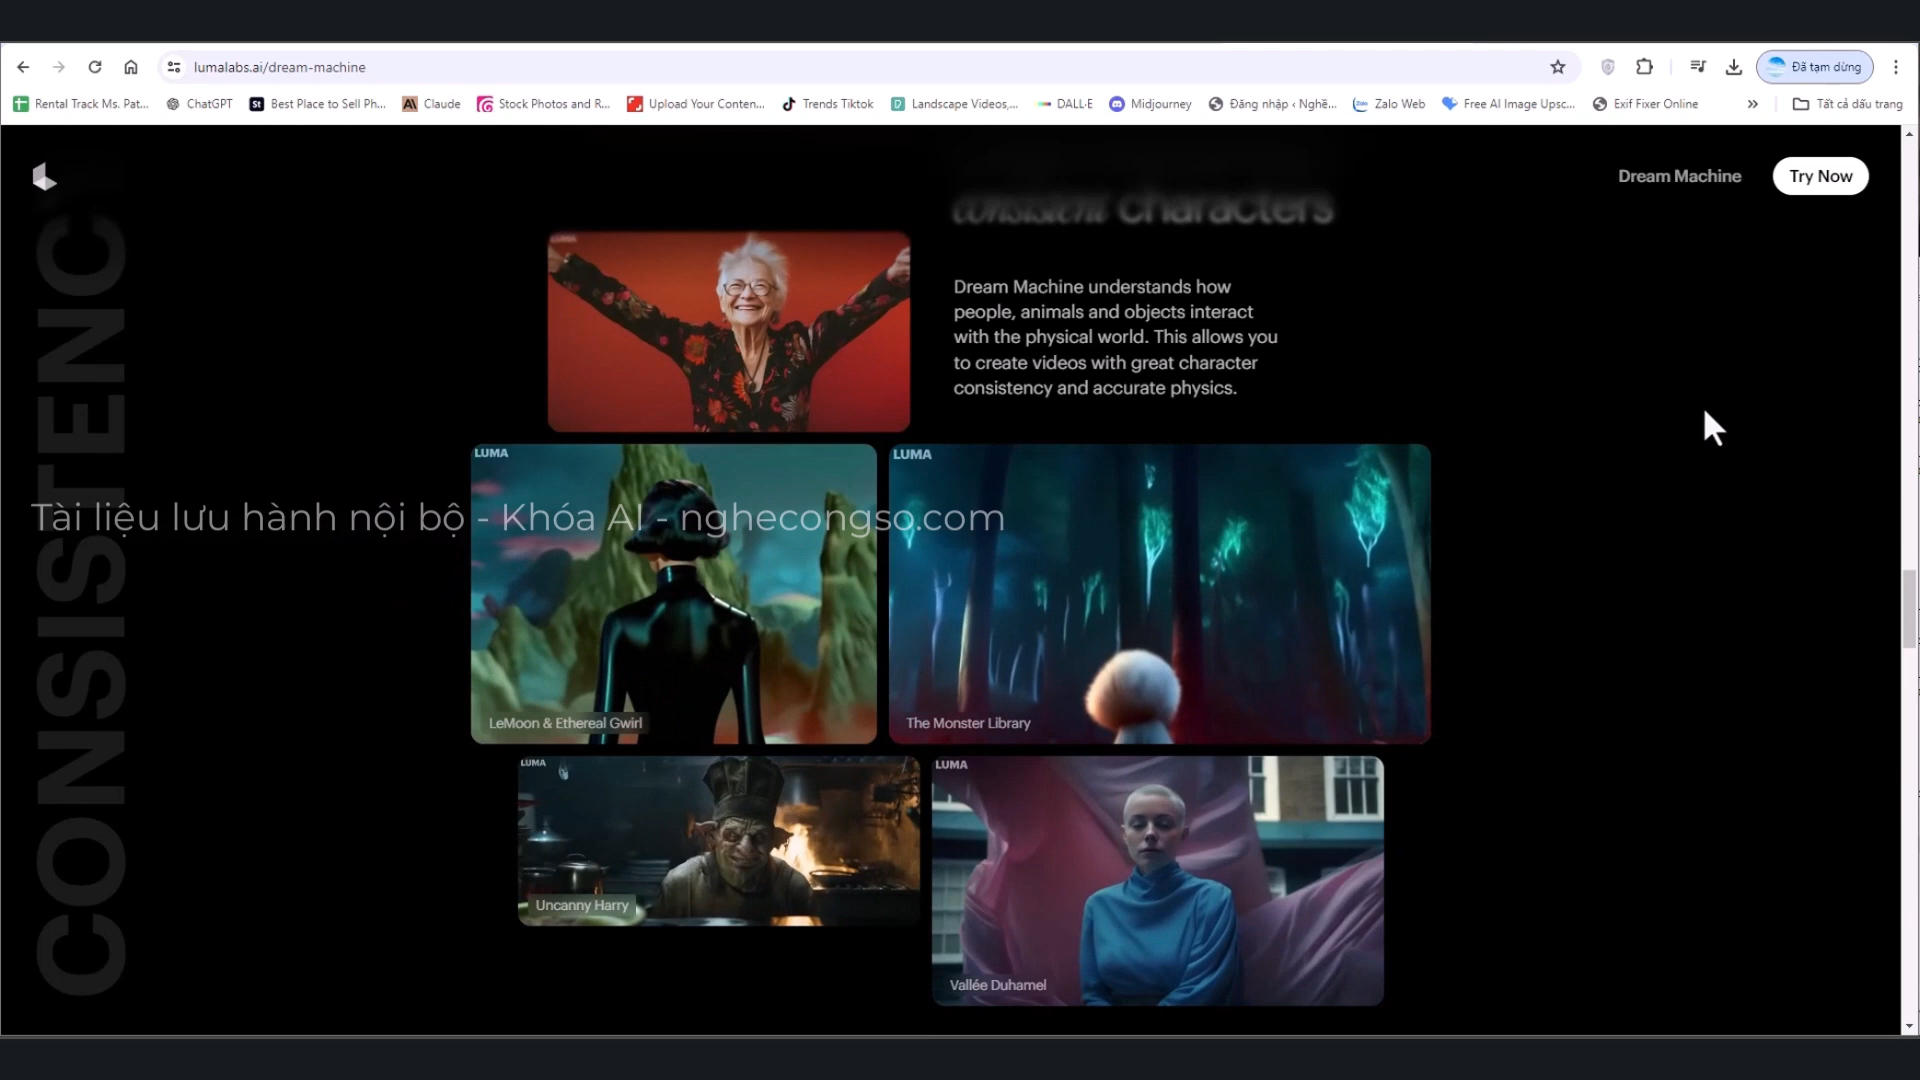 lumalabs.ai/dream-machine
Đã tạm dừng
Rental Track Ms. Pat...
ChatGPT
Best Place to Sell Ph...
Claude
Stock Photos and R...
Upload Your Conten...
Trends Tiktok
Landscape Videos,...
DALL·E
Midjourney
Đăng nhập ‹ Nghề...
Zalo Web
Free AI Image Upsc...
Exif Fixer Online
»
Tất cả dấu trang
Dream Machine
Try Now
consistent characters
LUMA
Dream Machine understands how
people, animals and objects interact
with the physical world. This allows you
to create videos with great character
consistency and accurate physics.
CONSISTENCY
LUMA
LUMA
Tài liệu lưu hành nội bộ - Khóa AI - nghecongso.com
LeMoon & Ethereal Gwirl
The Monster Library
LUMA
LUMA
Uncanny Harry
Vallée Duhamel